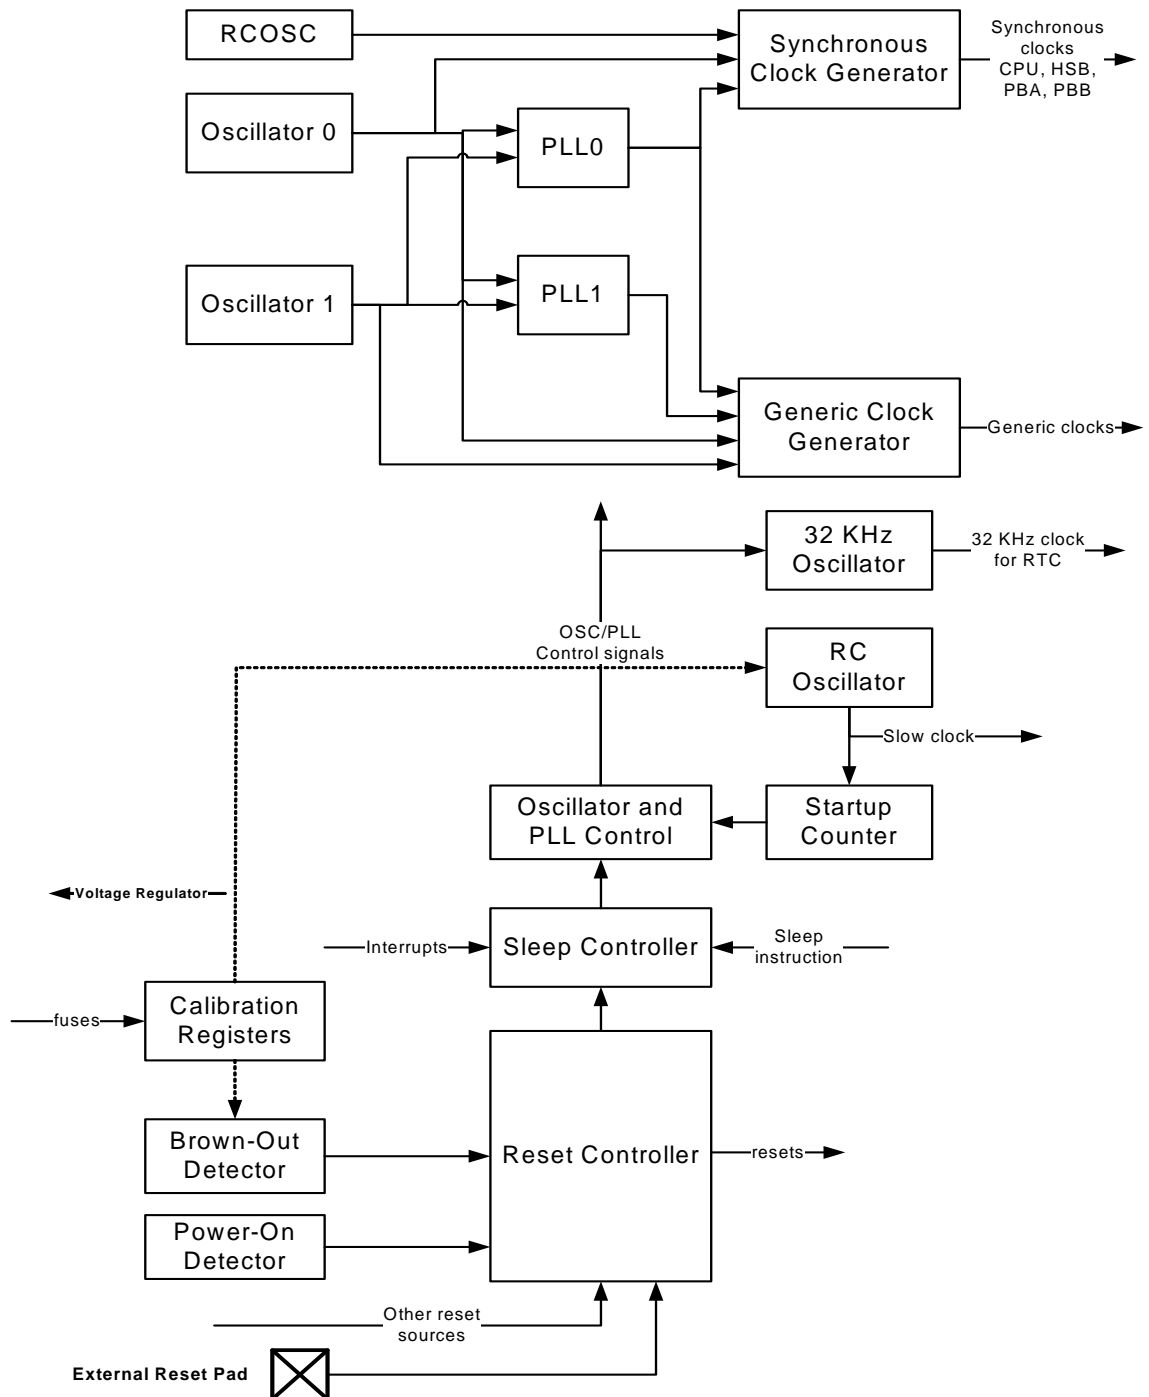 RCOSC
Synchronous
Clock Generator
Synchronous
clocks
CPU, HSB,
PBA, PBB
Oscillator 0
PLL0
Oscillator 1
PLL1
Generic Clock
Generator
Generic clocks
32 KHz
Oscillator
32 KHz clock
for RTC
OSC/PLL
Control signals
RC
Oscillator
Slow clock
Oscillator and
PLL Control
Startup
Counter
Voltage Regulator
Interrupts
Sleep Controller
Sleep
instruction
fuses
Calibration
Registers
Brown-Out
Detector
Reset Controller
resets
Power-On
Detector
Other reset
sources
External Reset Pad